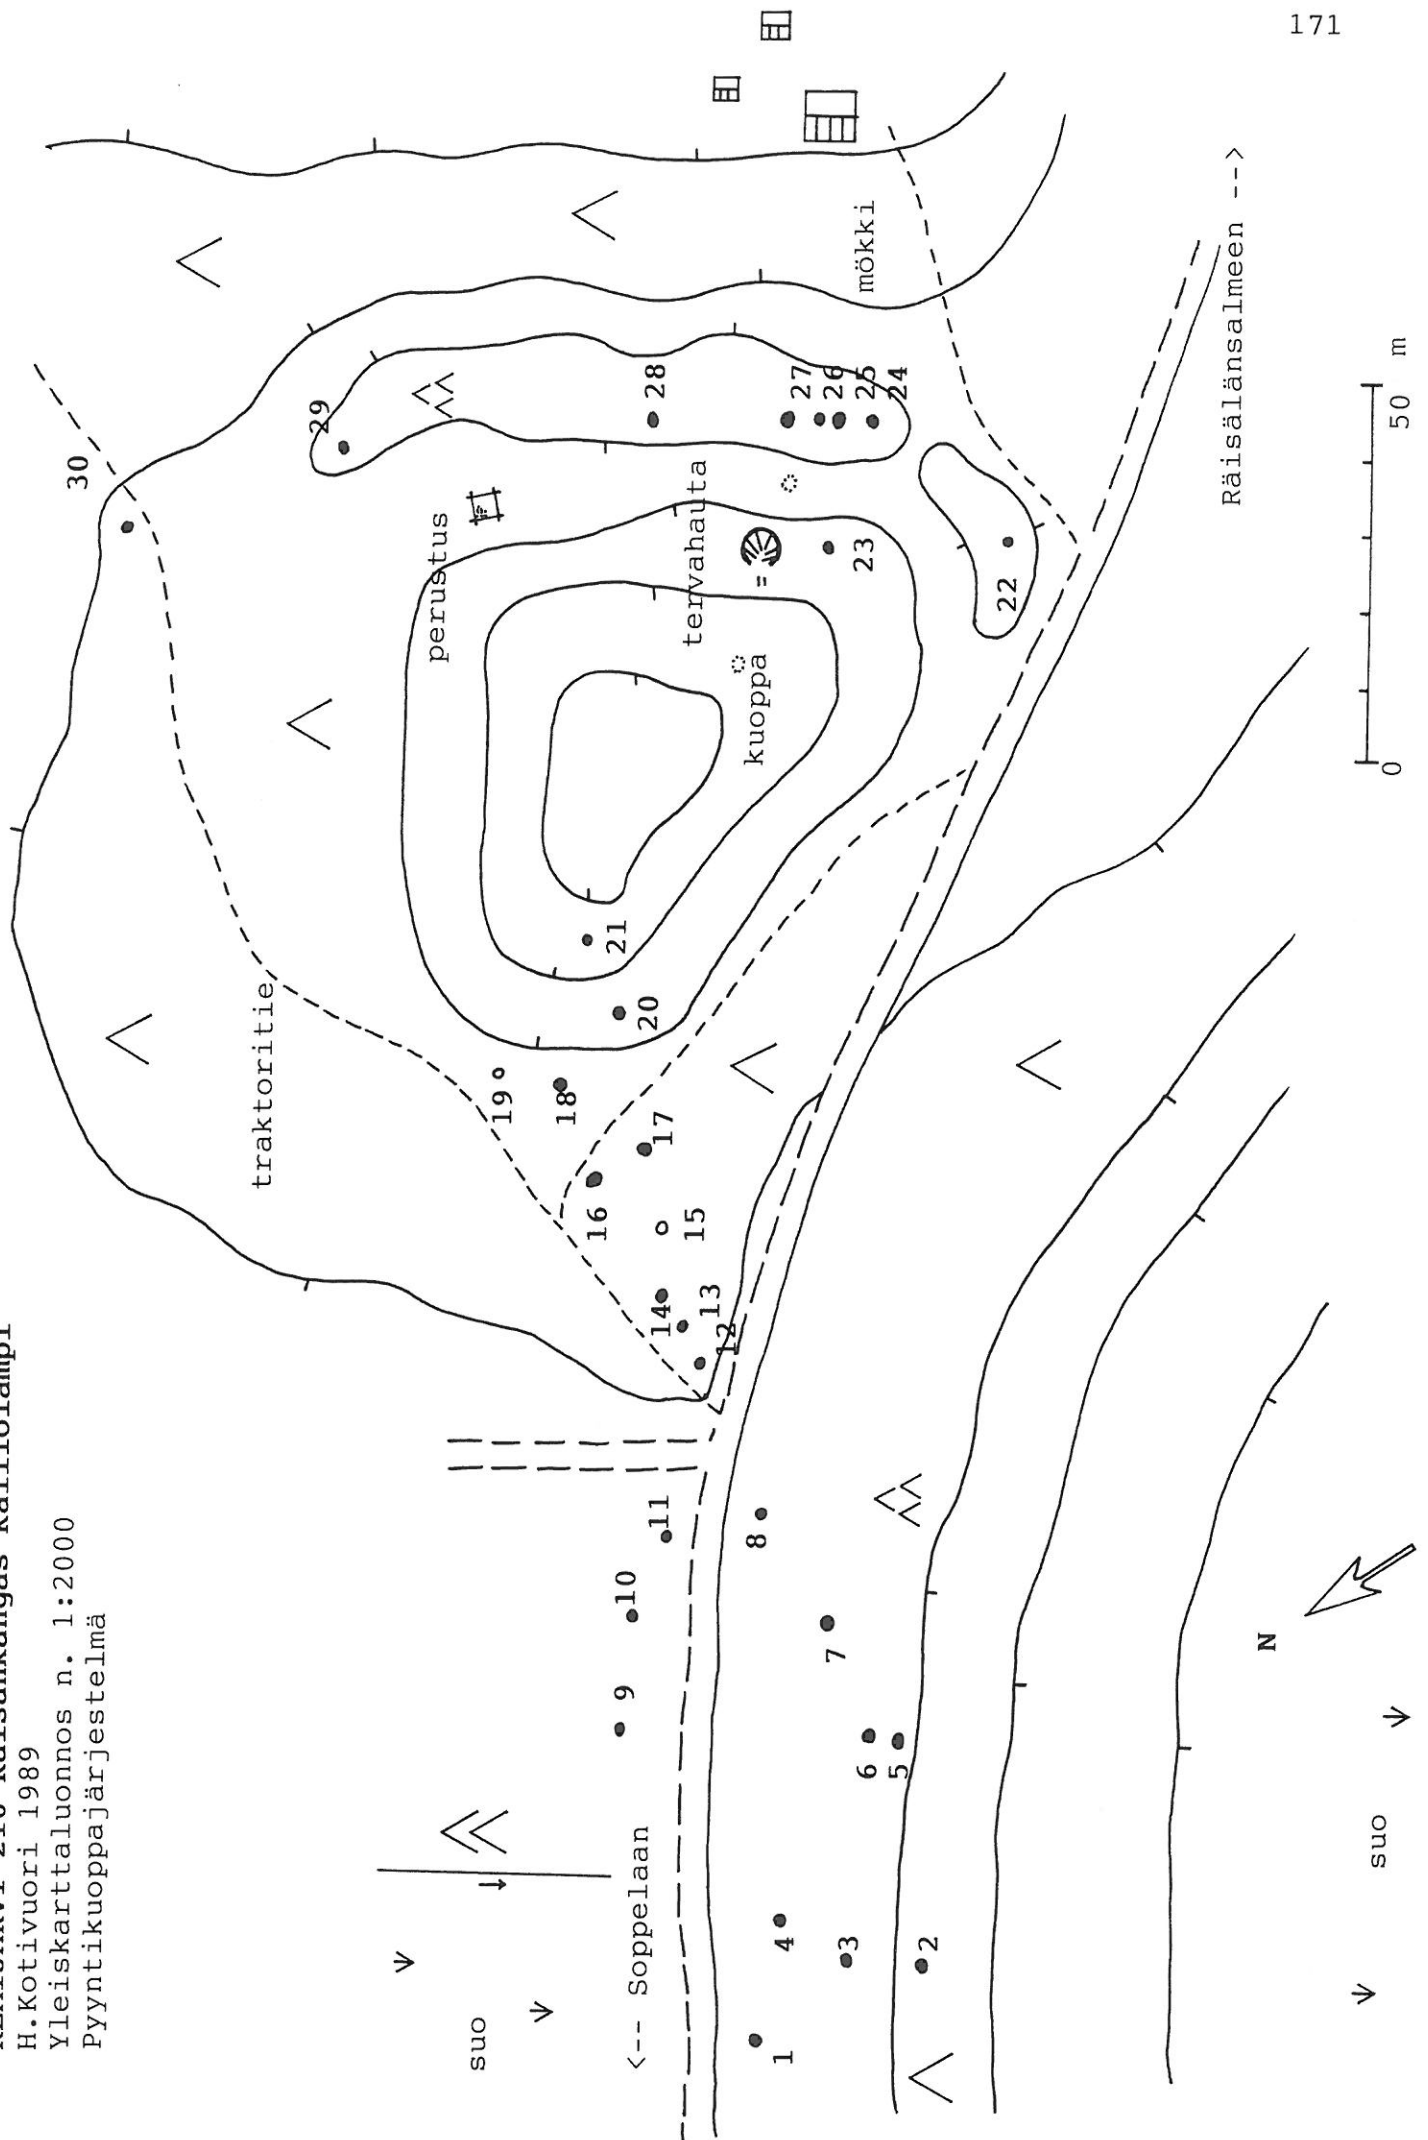 171
Räisänkangas Kalliolampi
H.Kotivuori 1989
Yleiskarttaluonnos n. 1:2000
Pyyntikuoppajärjestelmä
30
29
28
27
26
25
24
mökki
Räisälänsalmeen -->
perustus
tervahauta
=
23
22
kuoppa
21
20
traktoritie
19
18
17
16
15
14
13
12
11
10
9
8
7
6
5
4
3
2
1
suo
<-- Soppelaan
suo
N
0
50 m